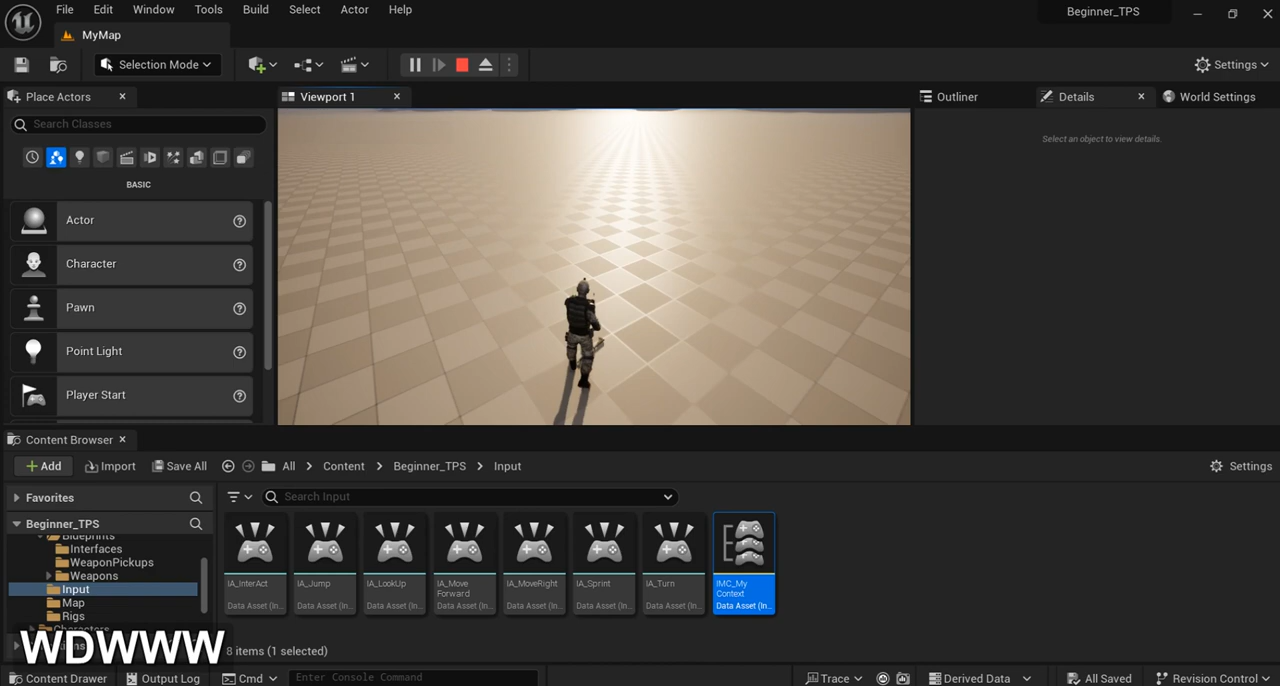 File Edit Window Tools Build Select Actor Help
Beginner_TPS
MyMap
Selection Mode
Settings
Place Actors
Viewport 1
Outliner
Details
World Settings
Search Classes
Select an object to view details.
BASIC
Actor
Character
Pawn
Point Light
Player Start
Content Browser
Add
Import
Save All
All > Content > Beginner_TPS > Input
Settings
Favorites
Search Input
Beginner_TPS
Blueprints
Interfaces
WeaponPickups
Weapons
Input
Map
Rigs
Characters
IA_InterAct
Data Asset (In...
IA_Jump
Data Asset (In...
IA_LookUp
Data Asset (In...
IA_Move
Forward
Data Asset (In...
IA_MoveRight
Data Asset (In...
IA_Sprint
Data Asset (In...
IA_Turn
Data Asset (In...
IMC_My
Context
Data Asset (In...
WDWWW
8 items (1 selected)
Content Drawer
Output Log
Cmd
Enter Console Command
Trace
Derived Data
All Saved
Revision Control